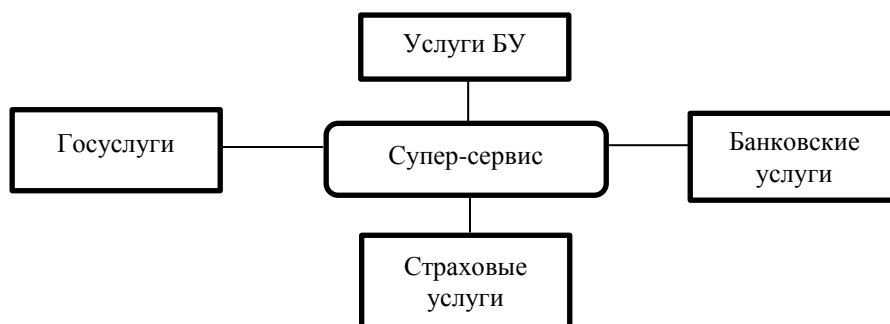 Услуги БУ
Госуслуги
Супер-сервис
Банковские
услуги
Страховые
услуги